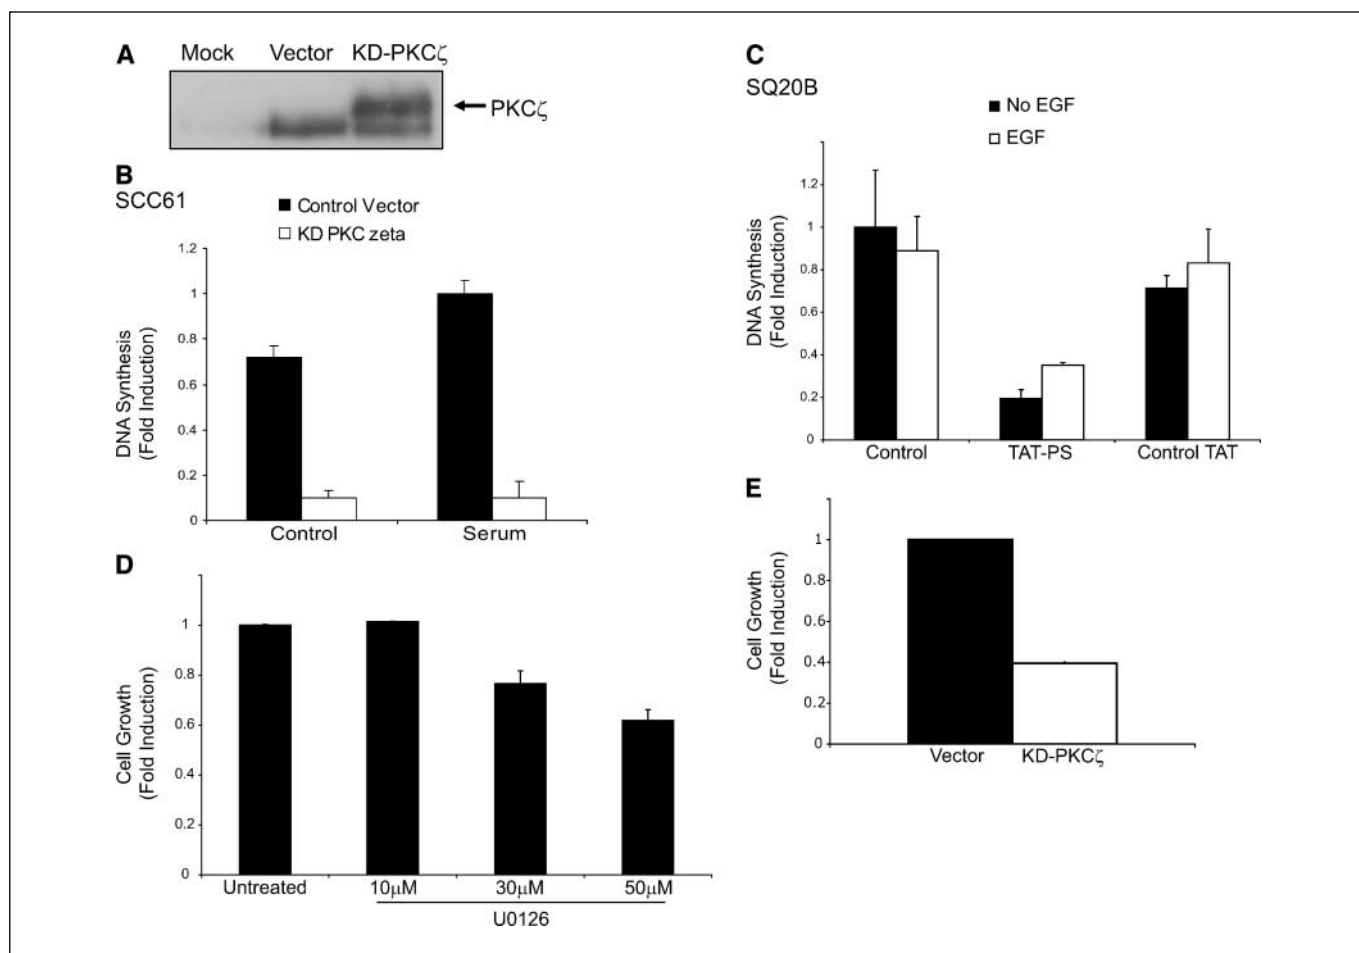 A
Mock Vector KD-PKCζ
PKCζ
B
SCC61
Control Vector
KD PKC zeta
DNA Synthesis
(Fold Induction)
1.2
1
0.8
0.6
0.4
0.2
0
Control Serum
C
SQ20B
No EGF
EGF
DNA Synthesis
(Fold Induction)
1.2
1
0.8
0.6
0.4
0.2
0
Control TAT-PS Control TAT
D
Cell Growth
(Fold Induction)
1
0.8
0.6
0.4
0.2
0
Untreated 10μM 30μM 50μM
U0126
E
Cell Growth
(Fold Induction)
1
0.8
0.6
0.4
0.2
0
Vector KD-PKCζ